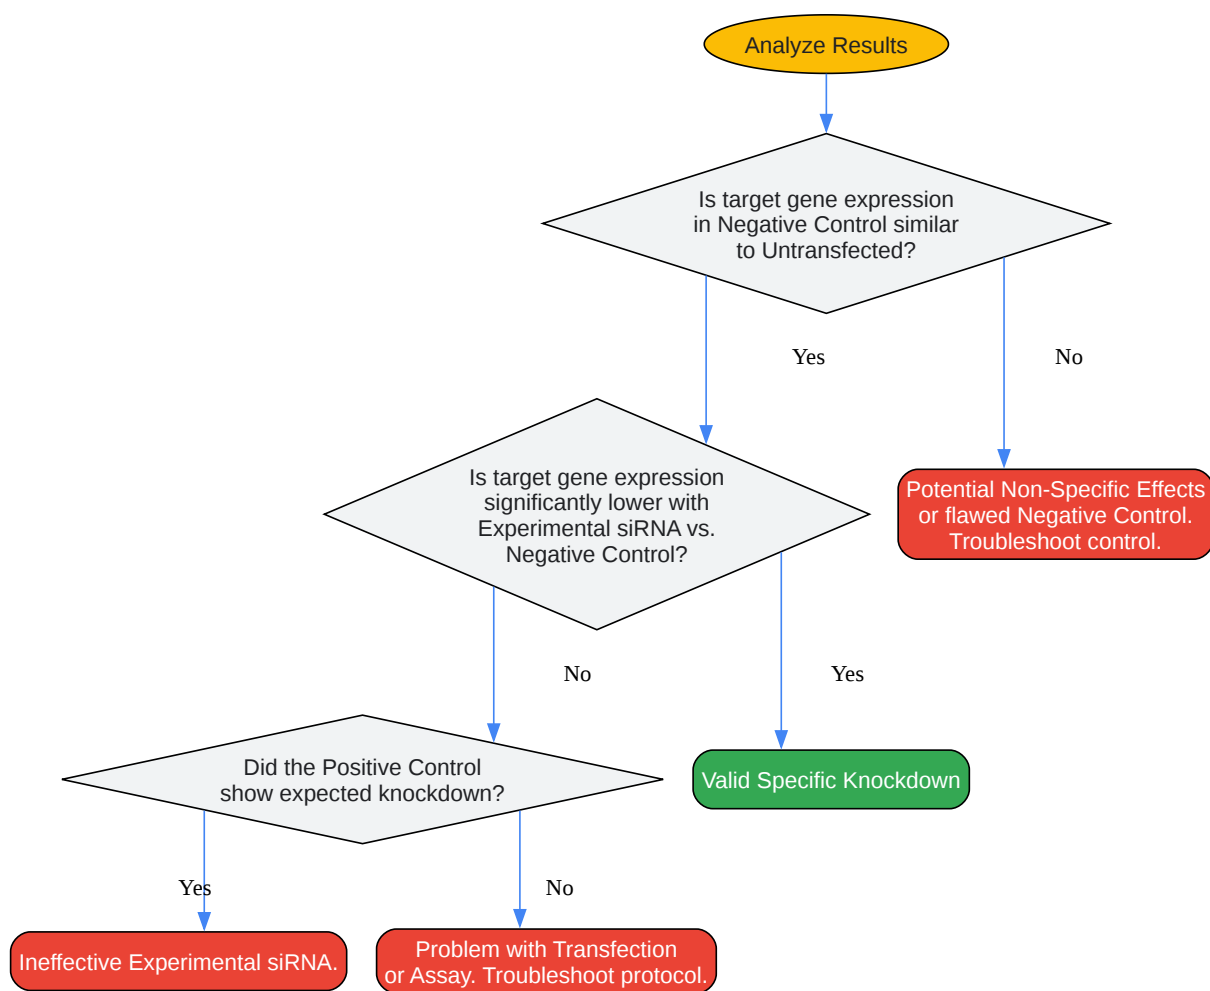 Analyze Results
Is target gene expression
in Negative Control similar
to Untransfected?
Yes
No
Is target gene expression
significantly lower with
Experimental siRNA vs.
Negative Control?
Potential Non-Specific Effects
or flawed Negative Control.
Troubleshoot control.
No
Yes
Did the Positive Control
show expected knockdown?
Valid Specific Knockdown
Yes
No
Ineffective Experimental siRNA.
Problem with Transfection
or Assay. Troubleshoot protocol.